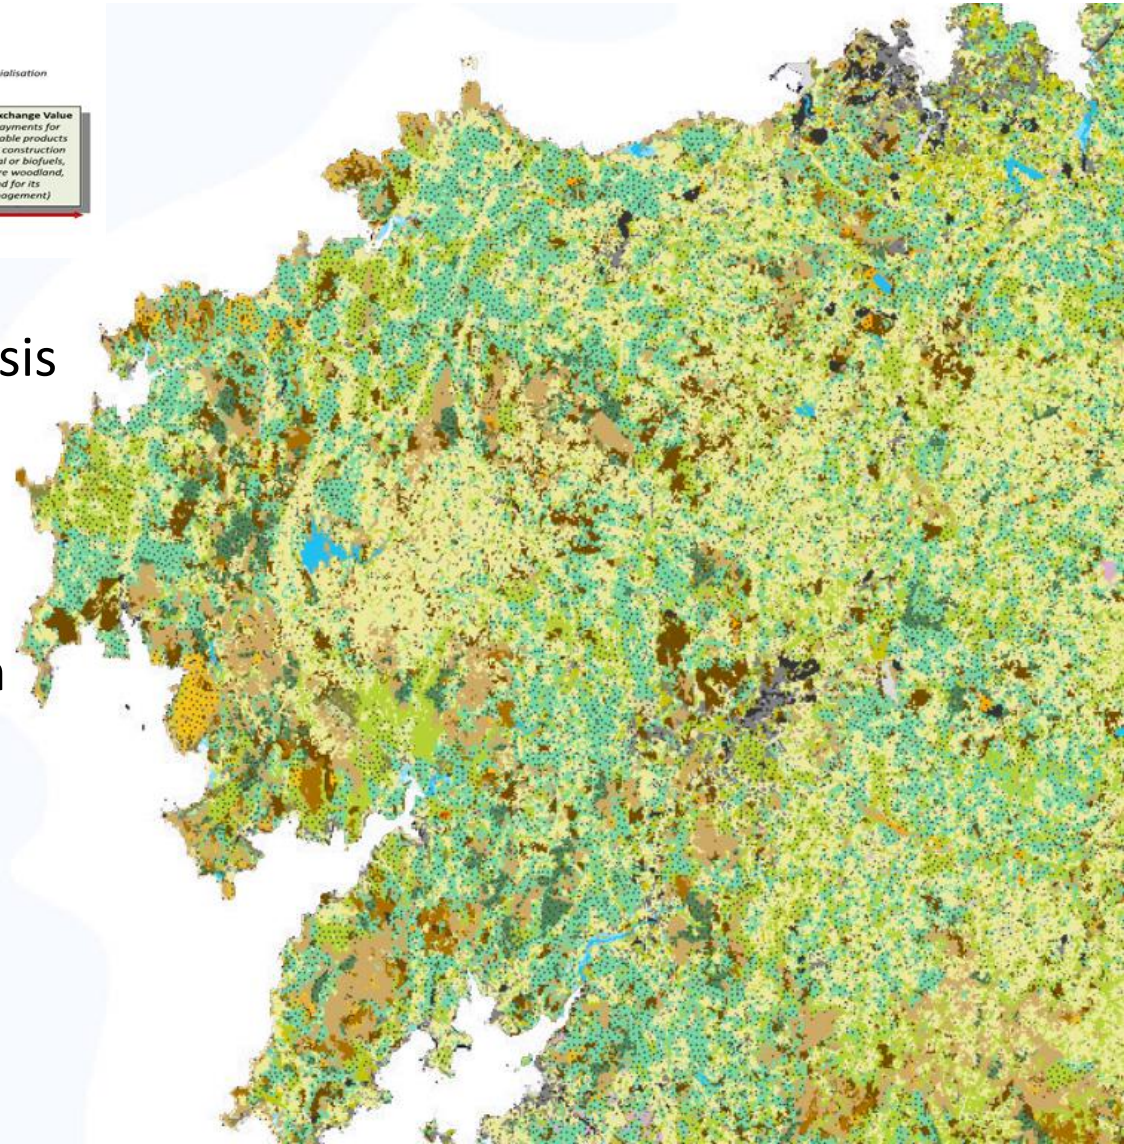 ialisation
xchange Value
ayments for
able products
construction
al or biofuels,
re woodland,
d for its
agement)
sis